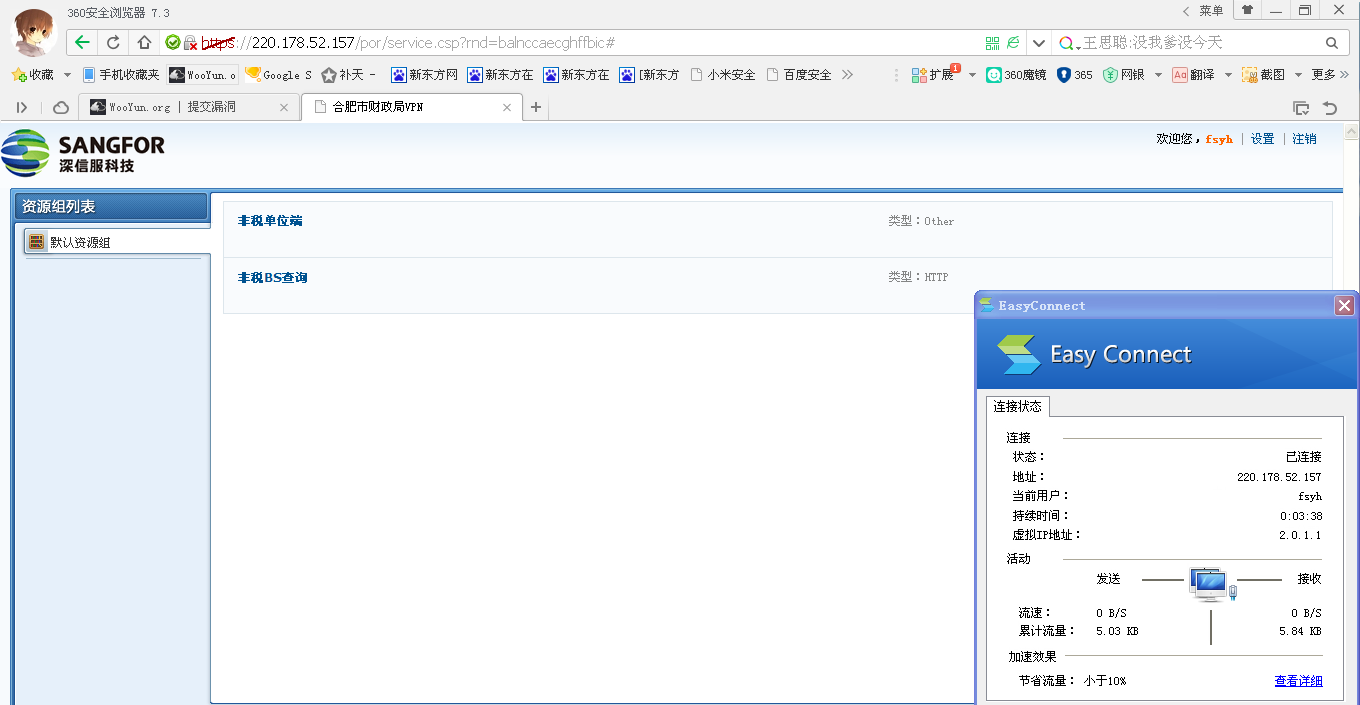 360安全浏览器 7.3
菜单
https://220.178.52.157/por/service.csp?rnd=balnccaecghffbic#
王思聪:没我爹没今天
收藏 手机收藏夹 WooYun.o Google S 补天 - 新东方网 新东方在 新东方在 [新东方 小米安全 百度安全 扩展 1 360魔镜 365 网银 Aa 翻译 截图 更多
WooYun.org | 提交漏洞
合肥市财政局VPN
SANGFOR
深信服科技
欢迎您，fsyh | 设置 | 注销
资源组列表
默认资源组
非税单位端 类型：Other
非税BS查询 类型：HTTP
EasyConnect
Easy Connect
连接状态
连接
状态： 已连接
地址： 220.178.52.157
当前用户： fsyh
持续时间： 0:03:38
虚拟IP地址： 2.0.1.1
活动
发送 接收
流速： 0 B/S 0 B/S
累计流量： 5.03 KB 5.84 KB
加速效果
节省流量： 小于10% 查看详细